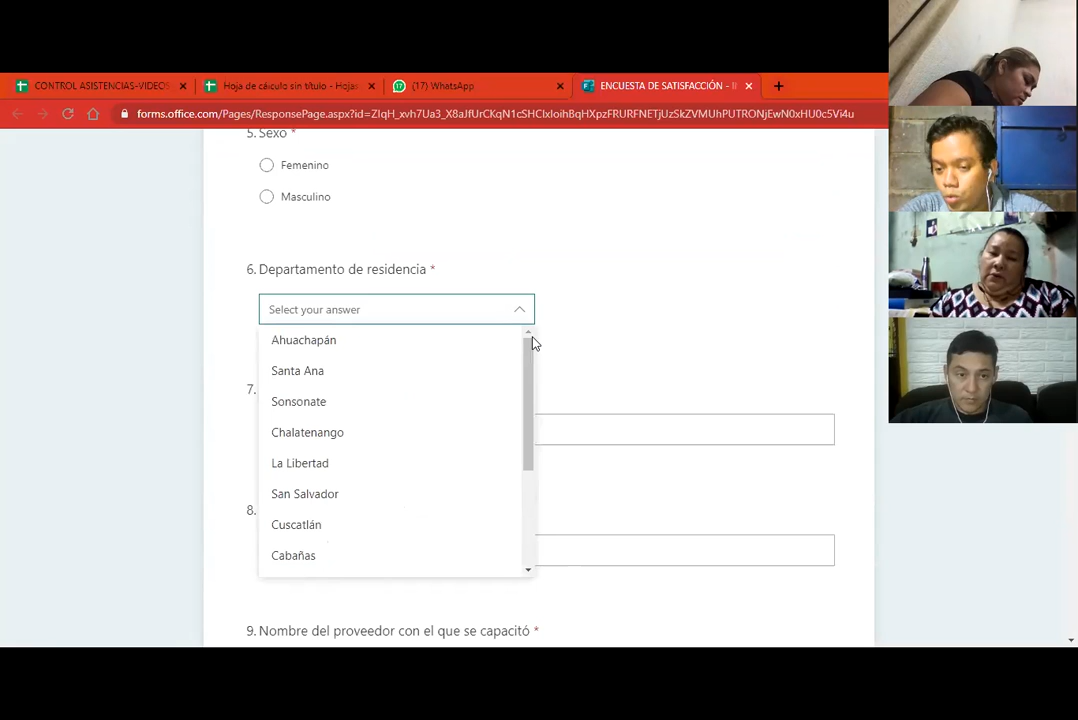 CONTROL ASISTENCIAS-VIDEOS
Hoja de cálculo sin título - Hojas
(17) WhatsApp
ENCUESTA DE SATISFACCIÓN - I
forms.office.com/Pages/ResponsePage.aspx?id=ZIqH_xvh7Ua3_X8aJfUrCKqN1cSHCIxIoihBqHXpzFRURFNETjUzSkZVMUhPUTRONjEwN0xHU0c5Vi4u
5. Sexo *
Femenino
Masculino
6. Departamento de residencia *
Select your answer
Ahuachapán
Santa Ana
Sonsonate
7.
Chalatenango
La Libertad
San Salvador
8.
Cuscatlán
Cabañas
9. Nombre del proveedor con el que se capacitó *